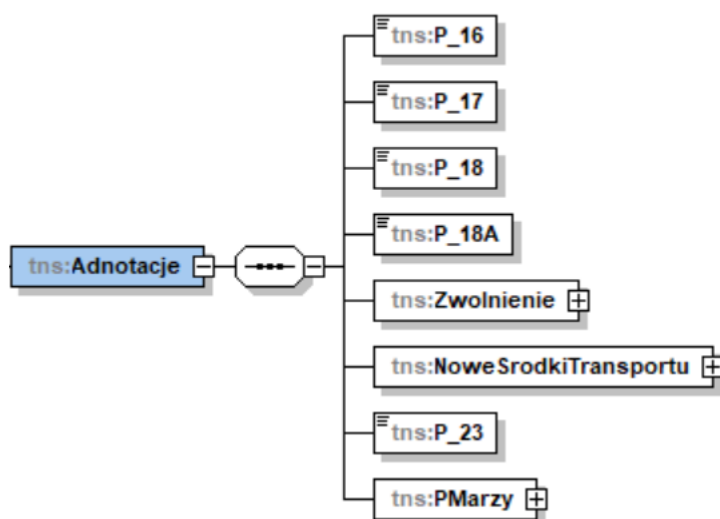 tns:P_16
tns:P_17
tns:P_18
tns:P_18A
tns:Adnotacje
tns:Zwolnienie
tns:NoweSrodkiTransportu
tns:P_23
tns:PMarzy